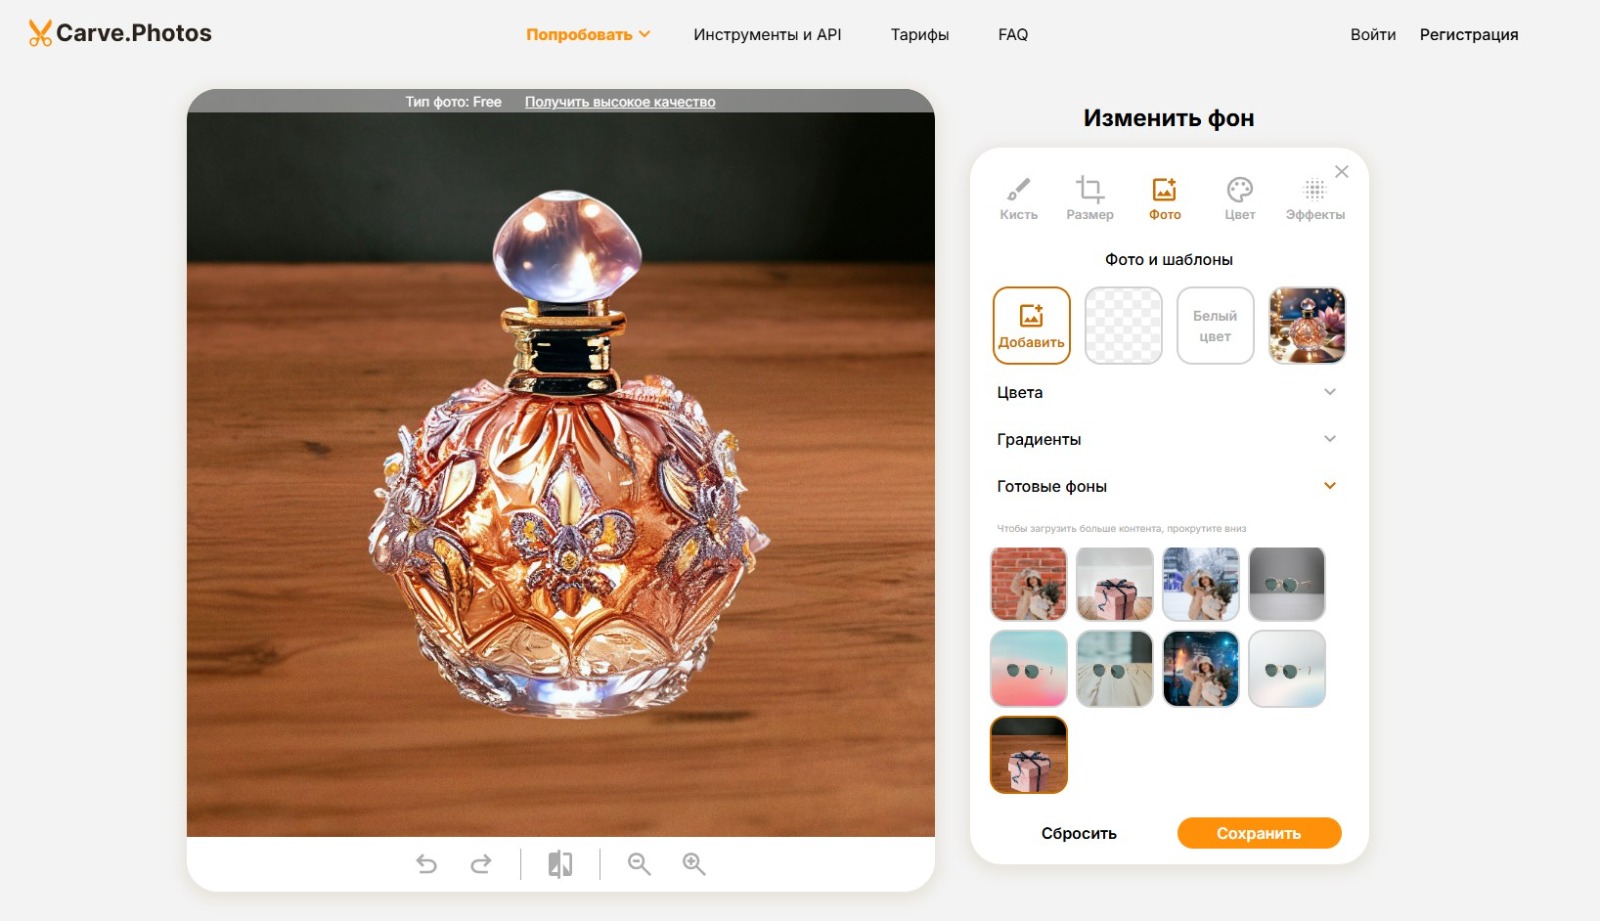 Carve.Photos
Попробовать
Инструменты и API
Тарифы
FAQ
Войти
Регистрация
Тип фото: Free
Получить высокое качество
Изменить фон
Кисть
Размер
Фото
Цвет
Эффекты
Фото и шаблоны
Добавить
Белый
цвет
Цвета
Градиенты
Готовые фоны
Чтобы загрузить больше контента, прокрутите вниз
Сбросить
Сохранить